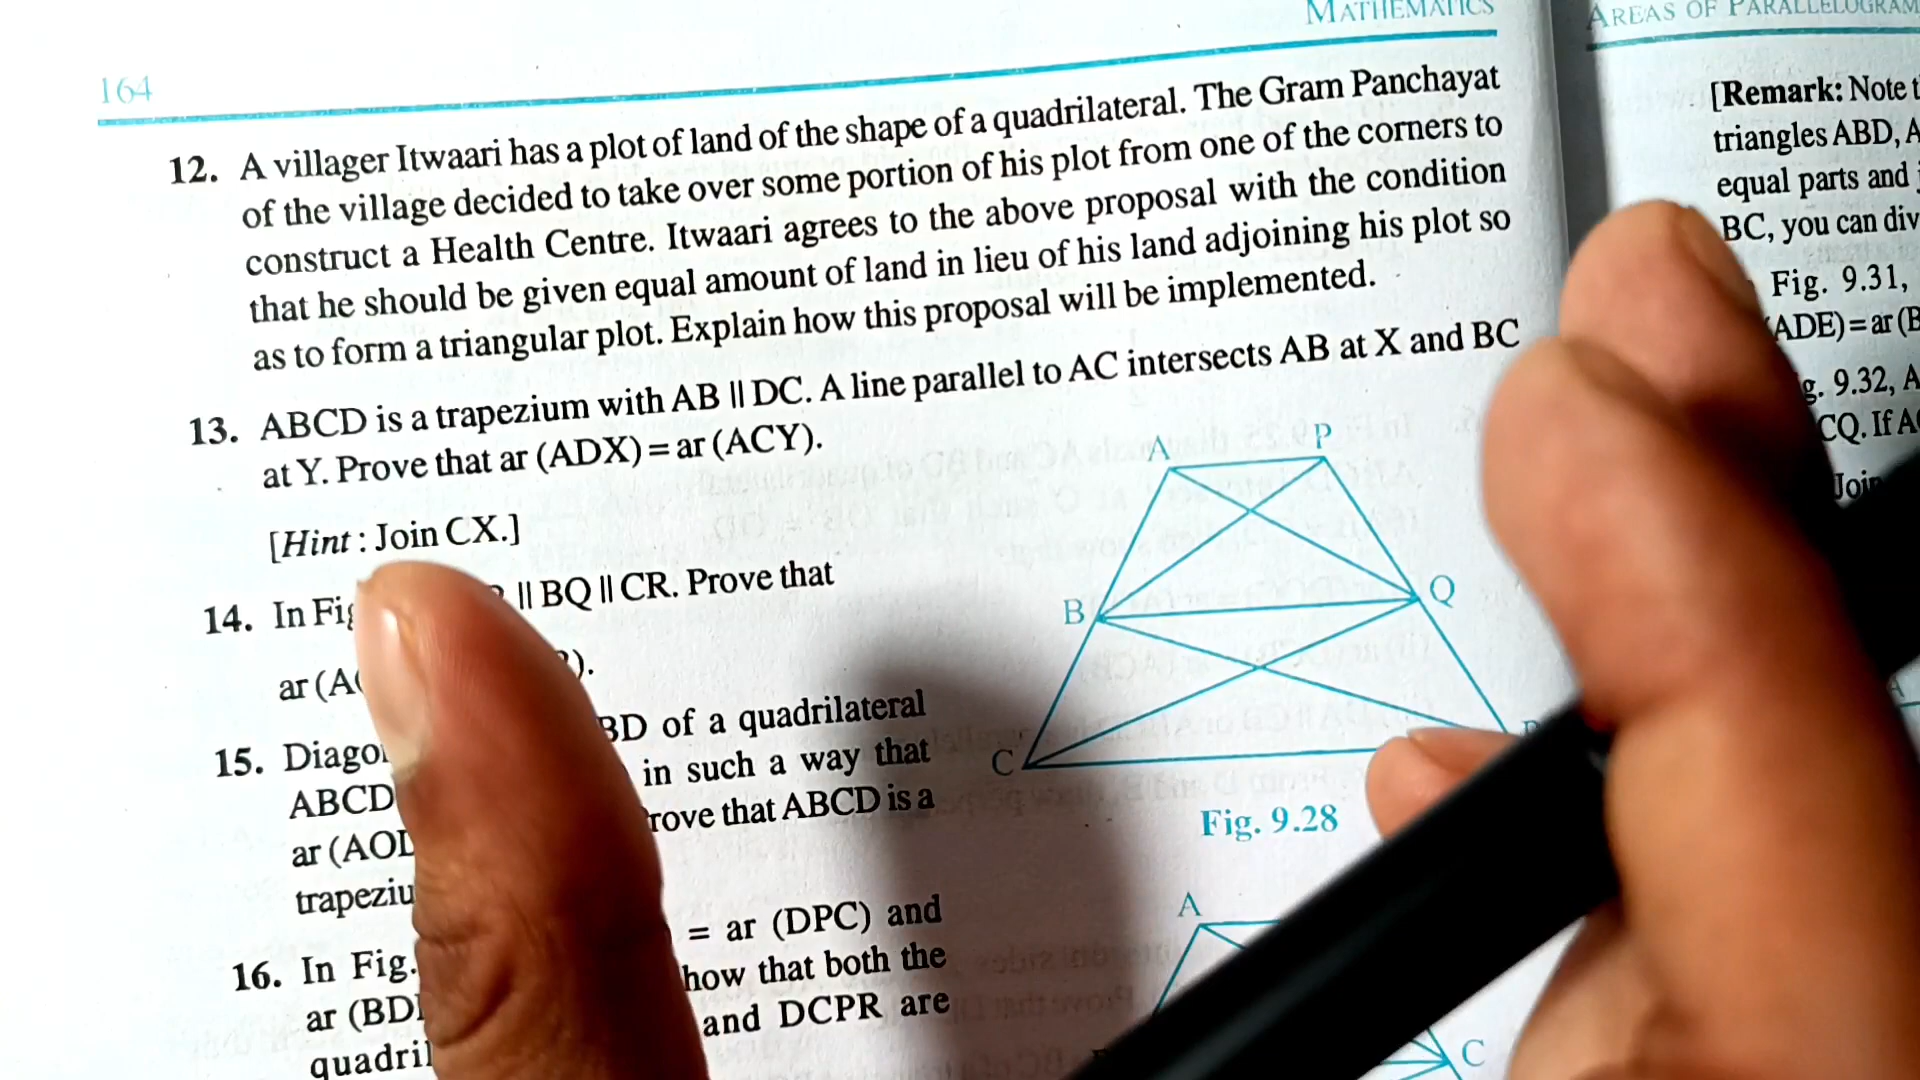 164
MATHEMATICS
12. A villager Itwaari has a plot of land of the shape of a quadrilateral. The Gram Panchayat
of the village decided to take over some portion of his plot from one of the corners to
construct a Health Centre. Itwaari agrees to the above proposal with the condition
that he should be given equal amount of land in lieu of his land adjoining his plot so
as to form a triangular plot. Explain how this proposal will be implemented.
13. ABCD is a trapezium with AB || DC. A line parallel to AC intersects AB at X and BC
at Y. Prove that ar (ADX) = ar (ACY).
[Hint : Join CX.]
14. In Fig || BQ || CR. Prove that
ar (A ).
15. BD of a quadrilateral
ABCD in such a way that
ar (AOD rove that ABCD is a
16. In Fig. = ar (DPC) and
ar (BD how that both the
and DCPR are
A P
B Q
C
Fig. 9.28
A
C
AREAS OF PARALLELOGRAM
[Remark: Note
triangles ABD, A
equal parts and
BC, you can div
Fig. 9.31,
ADE) = ar (B
9.32, A
CQ. If A